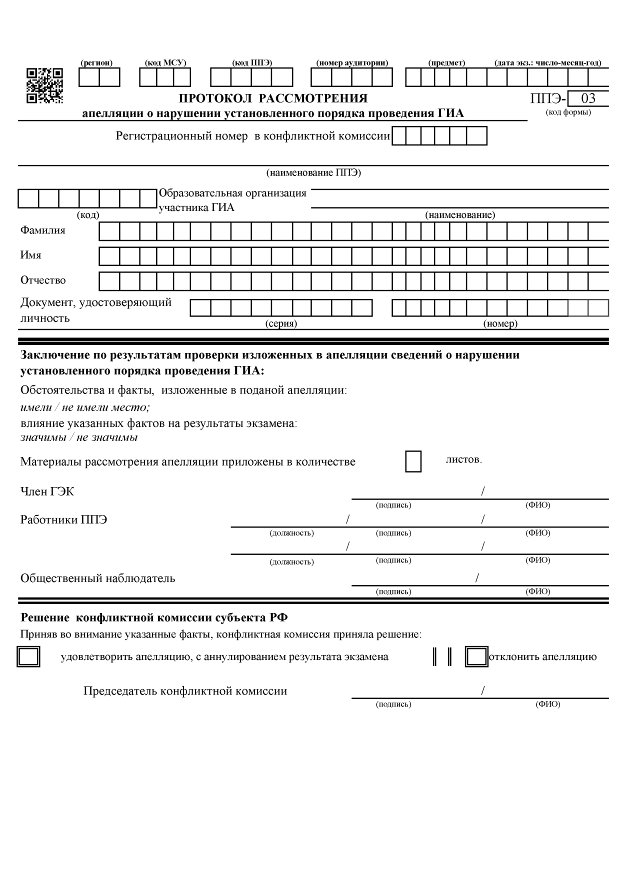 (регион) (код МСУ) (код ППЭ) (номер аудитории) (предмет) (дата экз.: число-месяц-год)
ПРОТОКОЛ РАССМОТРЕНИЯ ППЭ- 03
апелляции о нарушении установленного порядка проведения ГИА (код формы)
Регистрационный номер в конфликтной комиссии
(наименование ППЭ)
Образовательная организация
участника ГИА
(код) (наименование)
Фамилия
Имя
Отчество
Документ, удостоверяющий
личность
(серия) (номер)
Заключение по результатам проверки изложенных в апелляции сведений о нарушении
установленного порядка проведения ГИА:
Обстоятельства и факты, изложенные в поданой апелляции:
имели / не имели место;
влияние указанных фактов на результаты экзамена:
значимы / не значимы
Материалы рассмотрения апелляции приложены в количестве листов.
Член ГЭК /
(подпись) (ФИО)
Работники ППЭ / /
(должность) (подпись) (ФИО)
/ /
(должность) (подпись) (ФИО)
Общественный наблюдатель /
(подпись) (ФИО)
Решение конфликтной комиссии субъекта РФ
Приняв во внимание указанные факты, конфликтная комиссия приняла решение:
удовлетворить апелляцию, с аннулированием результата экзамена отклонить апелляцию
Председатель конфликтной комиссии /
(подпись) (ФИО)